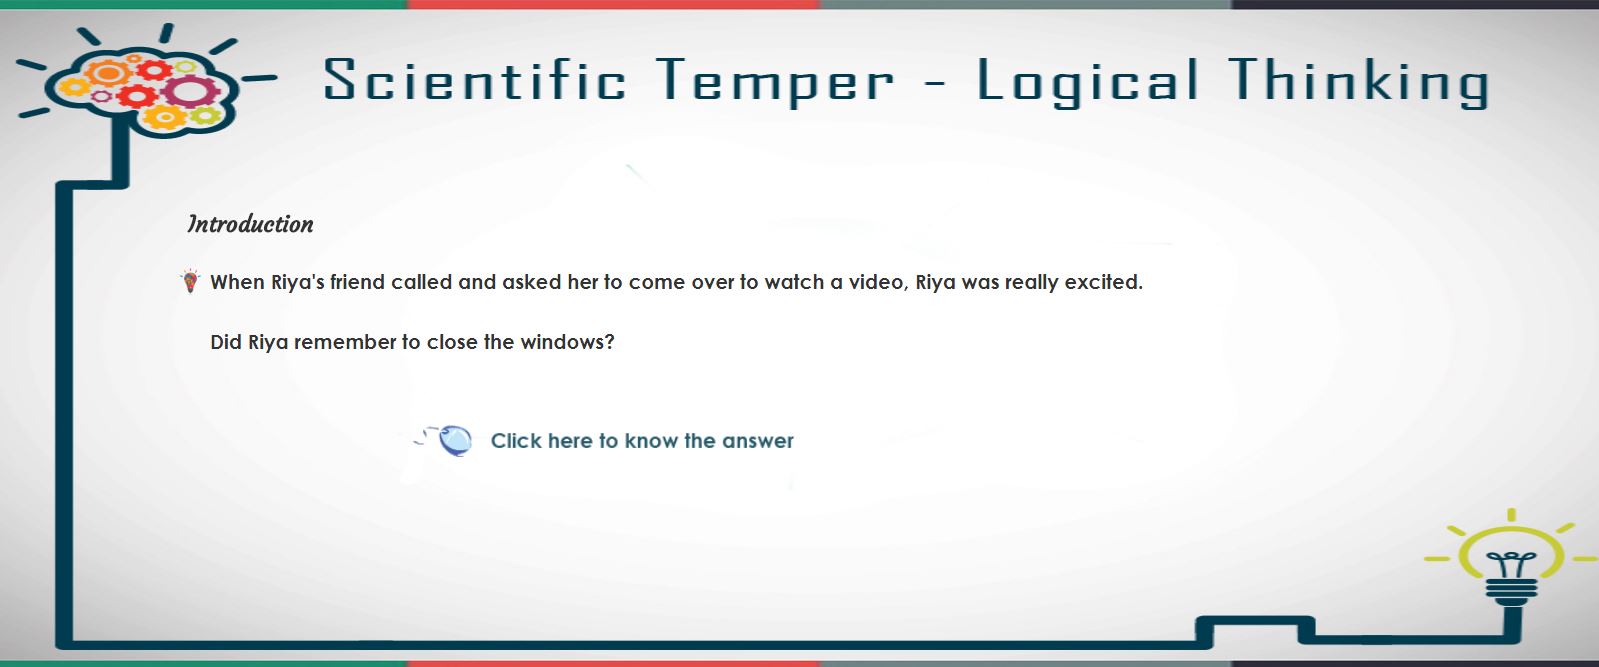 Scientific Temper - Logical Thinking
Introduction
When Riya's friend called and asked her to come over to watch a video, Riya was really excited.
Did Riya remember to close the windows?
Click here to know the answer